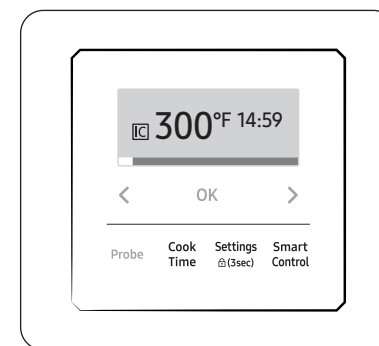 IC 300°F 14:59
< OK >
Probe Cook Time Settings (3sec) Smart Control